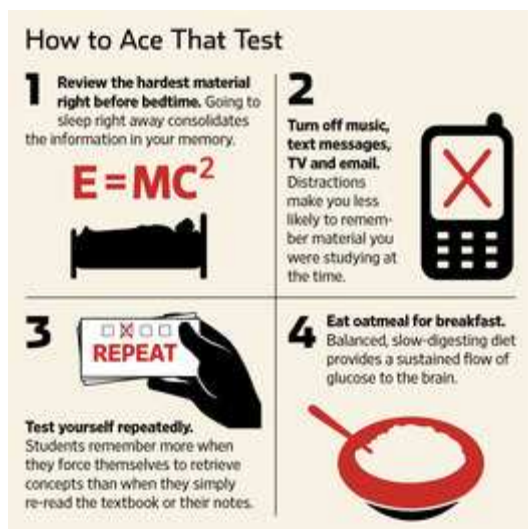 How to Ace That Test
1 Review the hardest material
right before bedtime. Going to
sleep right away consolidates
the information in your memory.
E=MC²
2
Turn off music,
text messages,
TV and email.
Distractions
make you less
likely to remem-
ber material you
were studying at
the time.
3
REPEAT
Test yourself repeatedly.
Students remember more when
they force themselves to retrieve
concepts than when they simply
re-read the textbook or their notes.
4 Eat oatmeal for breakfast.
Balanced, slow-digesting diet
provides a sustained flow of
glucose to the brain.